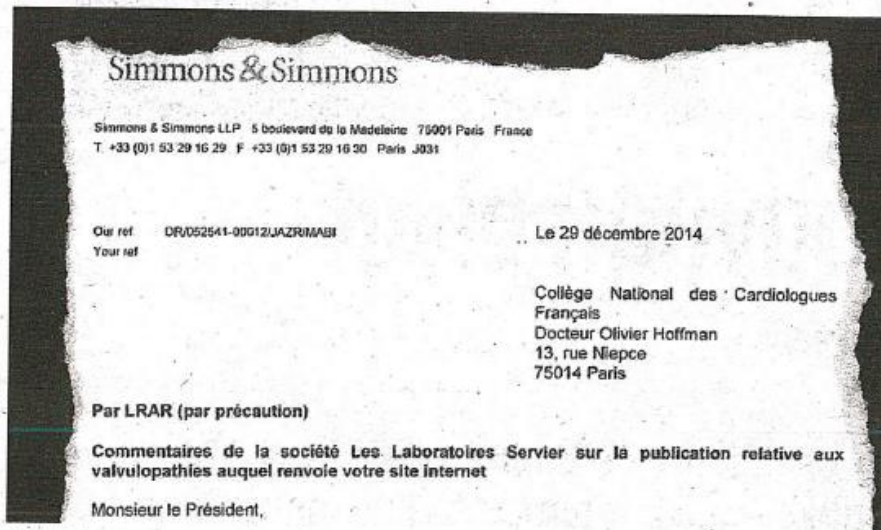 Simmons & Simmons
Simmons & Simmons LLP 5 boulevard de la Madeleine 75001 Paris France
T +33 (0)1 53 29 16 29 F +33 (0)1 53 29 16 30 Paris J031
Our ref DR/052541-00012/JAZR/MABI
Le 29 décembre 2014
Your ref
Collège National des Cardiologues
Français
Docteur Olivier Hoffman
13, rue Niepce
75014 Paris
Par LRAR (par précaution)
Commentaires de la société Les Laboratoires Servier sur la publication relative aux
valvulopathies auquel renvoie votre site internet
Monsieur le Président,